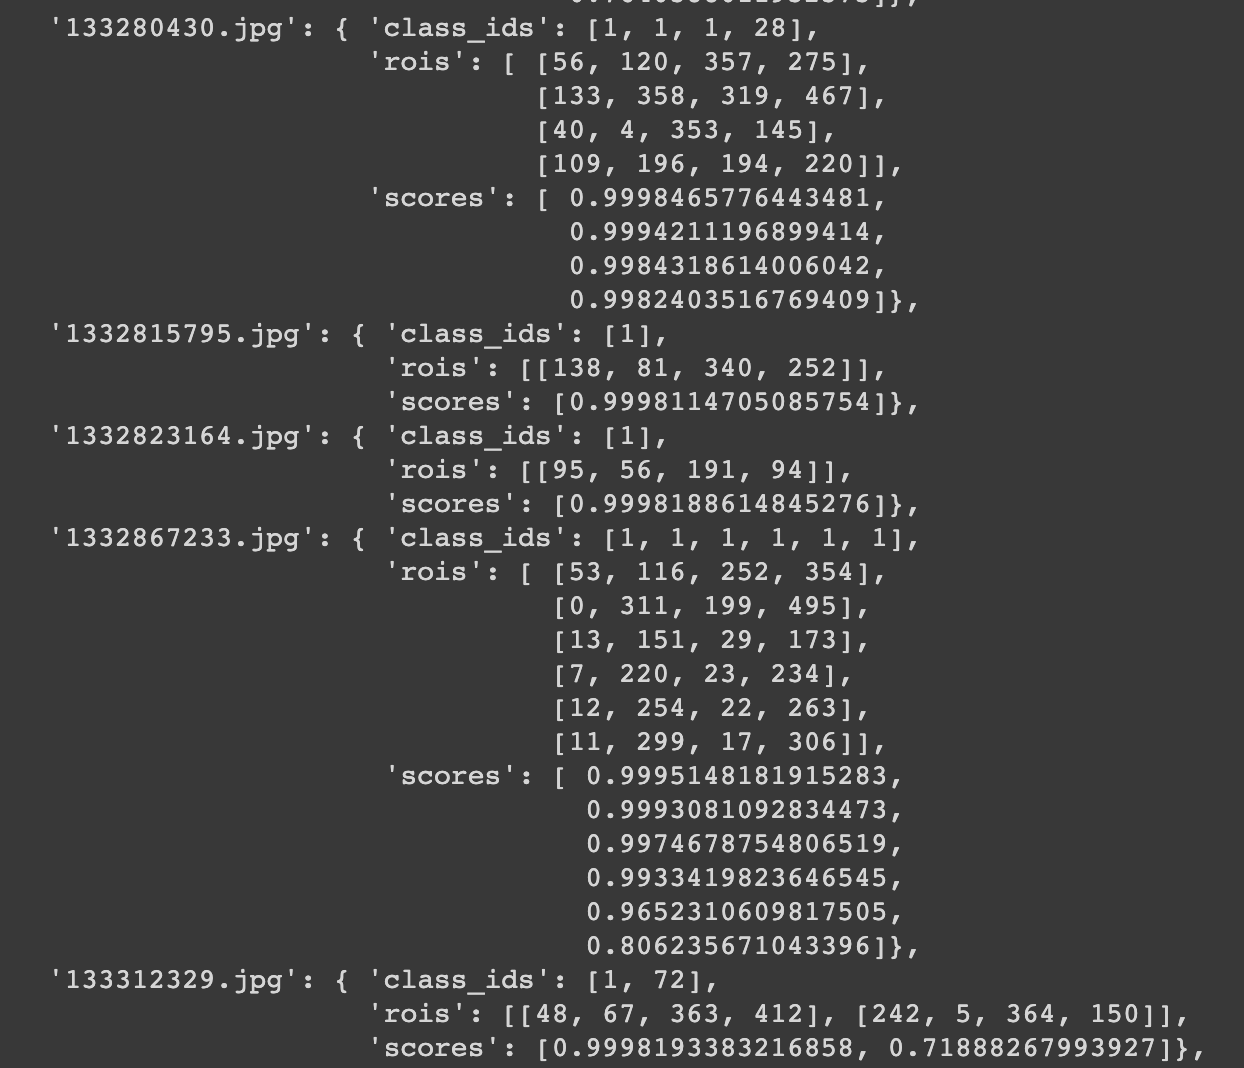 '133280430.jpg': { 'class_ids': [1, 1, 1, 28],
'rois': [ [56, 120, 357, 275],
[133, 358, 319, 467],
[40, 4, 353, 145],
[109, 196, 194, 220]],
'scores': [ 0.9998465776443481,
0.9994211196899414,
0.9984318614006042,
0.9982403516769409]},
'1332815795.jpg': { 'class_ids': [1],
'rois': [[138, 81, 340, 252]],
'scores': [0.9998114705085754]},
'1332823164.jpg': { 'class_ids': [1],
'rois': [[95, 56, 191, 94]],
'scores': [0.9998188614845276]},
'1332867233.jpg': { 'class_ids': [1, 1, 1, 1, 1, 1],
'rois': [ [53, 116, 252, 354],
[0, 311, 199, 495],
[13, 151, 29, 173],
[7, 220, 23, 234],
[12, 254, 22, 263],
[11, 299, 17, 306]],
'scores': [ 0.9995148181915283,
0.9993081092834473,
0.9974678754806519,
0.9933419823646545,
0.9652310609817505,
0.806235671043396]},
'133312329.jpg': { 'class_ids': [1, 72],
'rois': [[48, 67, 363, 412], [242, 5, 364, 150]],
'scores': [0.9998193383216858, 0.71888267993927]},